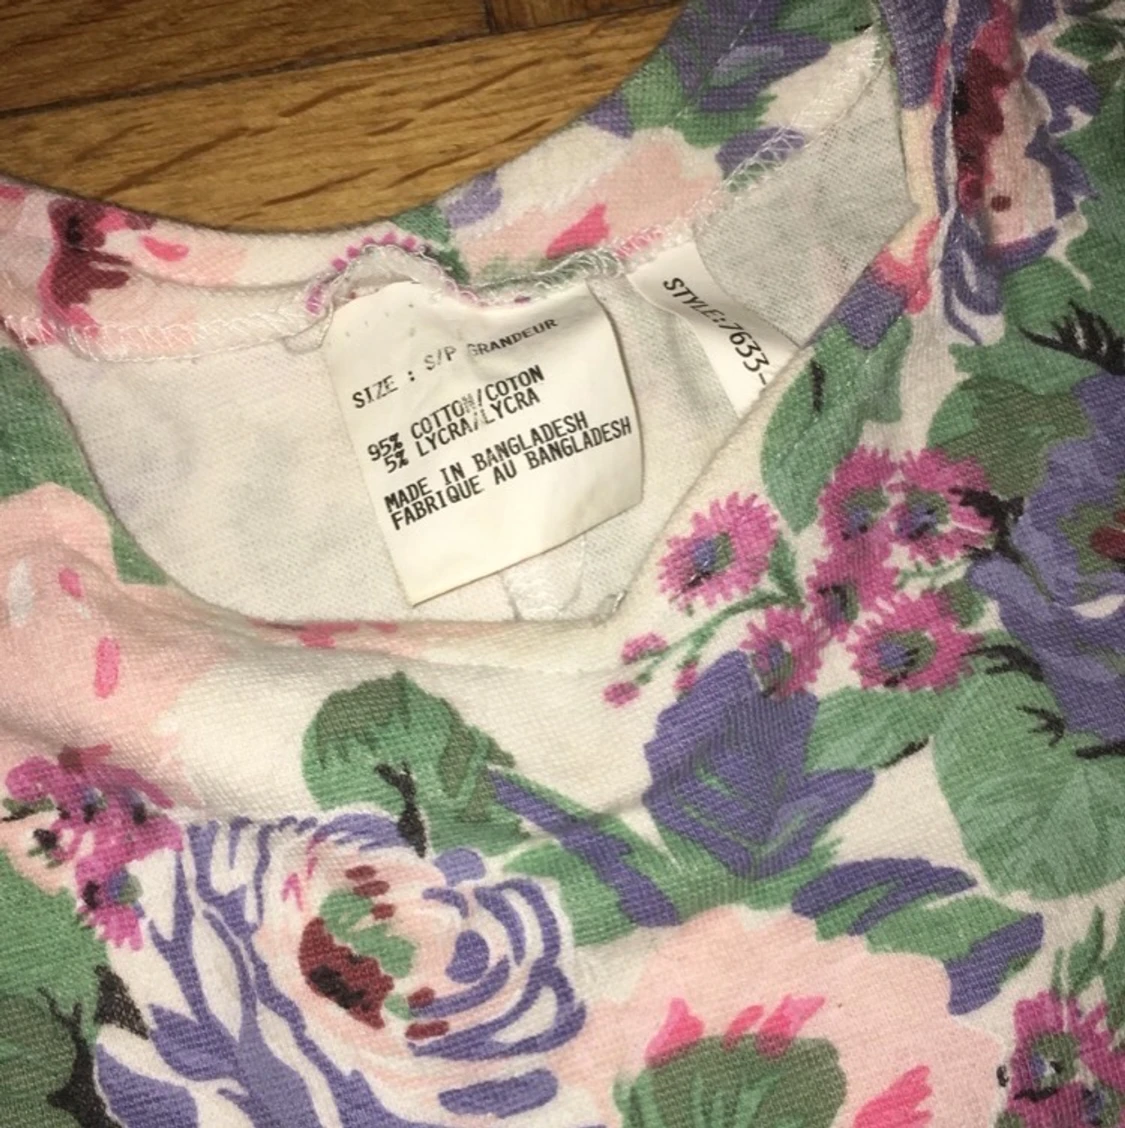 SIZE : S/P GRANDEUR
95% COTTON/COTON
5% LYCRA/LYCRA
MADE IN BANGLADESH
FABRIQUE AU BANGLADESH
STYLE:7633-